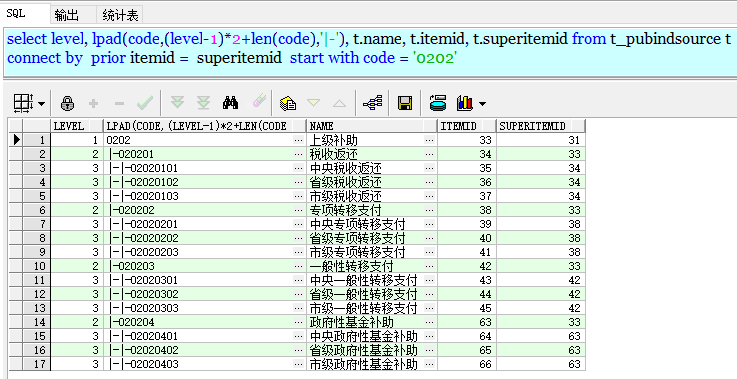 SQL 输出 统计表
select level, lpad(code,(level-1)*2+len(code),'|-'), t.name, t.itemid, t.superitemid from t_pubindsource t
connect by prior itemid = superitemid start with code = '0202'
LEVEL LPAD(CODE,(LEVEL-1)*2+LEN(CODE NAME ITEMID SUPERITEMID
1 1 0202 ··· 上级补助 ··· 33 31
2 2 |-020201 ··· 税收返还 ··· 34 33
3 3 |-|-02020101 ··· 中央税收返还 ··· 35 34
4 3 |-|-02020102 ··· 省级税收返还 ··· 36 34
5 3 |-|-02020103 ··· 市级税收返还 ··· 37 34
6 2 |-020202 ··· 专项转移支付 ··· 38 33
7 3 |-|-02020201 ··· 中央专项转移支付 ··· 39 38
8 3 |-|-02020202 ··· 省级专项转移支付 ··· 40 38
9 3 |-|-02020203 ··· 市级专项转移支付 ··· 41 38
10 2 |-020203 ··· 一般性转移支付 ··· 42 33
11 3 |-|-02020301 ··· 中央一般性转移支付 ··· 43 42
12 3 |-|-02020302 ··· 省级一般性转移支付 ··· 44 42
13 3 |-|-02020303 ··· 市级一般性转移支付 ··· 45 42
14 2 |-020204 ··· 政府性基金补助 ··· 63 33
15 3 |-|-02020401 ··· 中央政府性基金补助 ··· 64 63
16 3 |-|-02020402 ··· 省级政府性基金补助 ··· 65 63
17 3 |-|-02020403 ··· 市级政府性基金补助 ··· 66 63